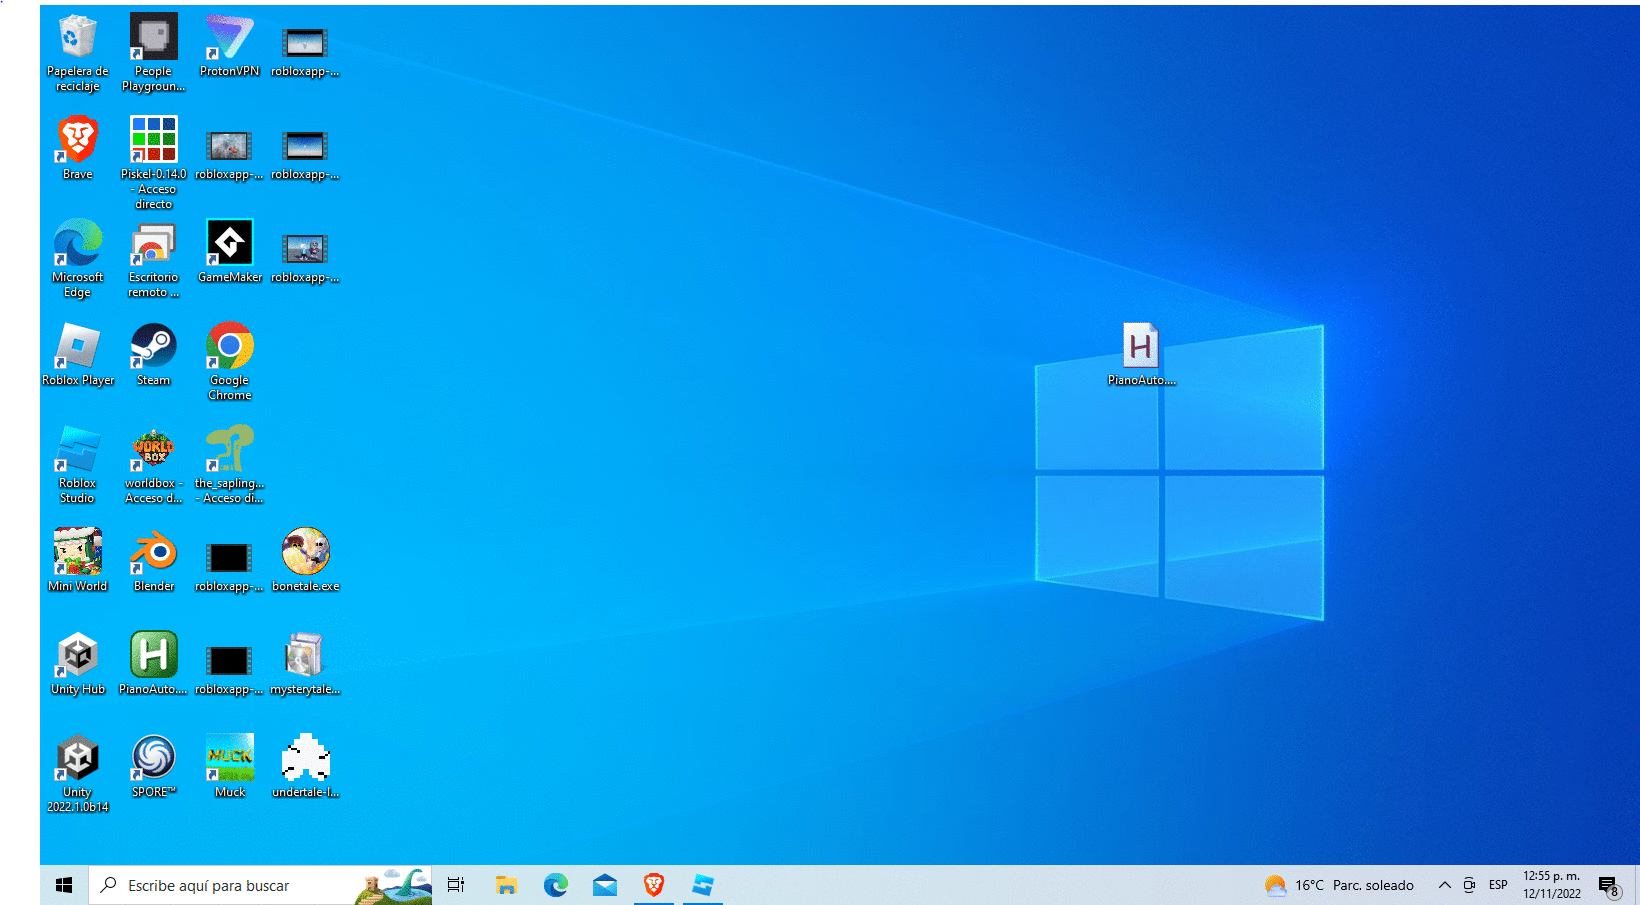 Papelera de
reciclaje
People
Playgroun...
ProtonVPN
robloxapp-...
Brave
Piskel-0.14.0
- Acceso
directo
robloxapp-...
robloxapp-...
Microsoft
Edge
Escritorio
remoto ...
GameMaker
robloxapp-...
Roblox Player
Steam
Google
Chrome
H
PianoAuto....
Roblox
Studio
WORLD
BOX
worldbox -
Acceso d...
the_sapling...
- Acceso di...
Mini World
Blender
robloxapp-...
bonetale.exe
Unity Hub
H
PianoAuto....
robloxapp-...
mysterytale...
Unity
2022.1.0b14
SPORE™
MUCK
Muck
undertale-l...
Escribe aquí para buscar
16°C Parc. soleado
ESP
12:55 p. m.
12/11/2022
8